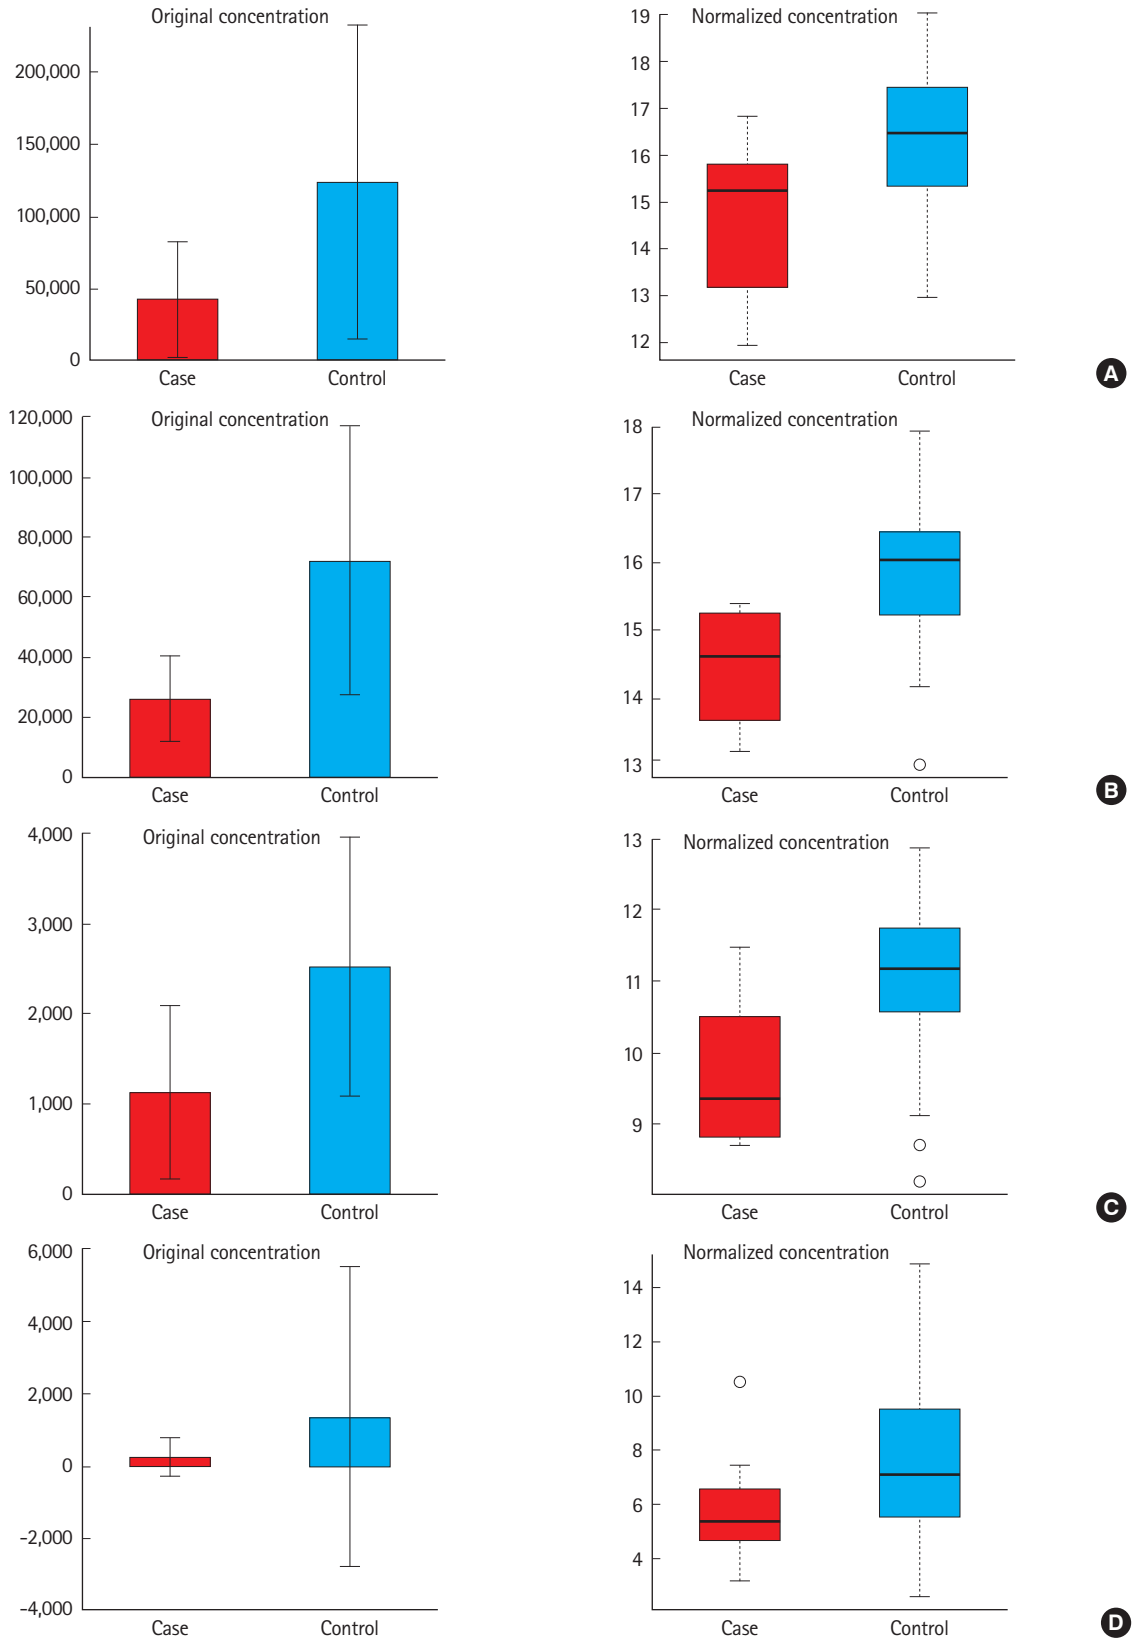 Original concentration
200,000
150,000
100,000
50,000
0
Case Control
Normalized concentration
19
18
17
16
15
14
13
12
Case Control
A
Original concentration
120,000
100,000
80,000
60,000
40,000
20,000
0
Case Control
Normalized concentration
18
17
16
15
14
13
Case Control
B
Original concentration
4,000
3,000
2,000
1,000
0
Case Control
Normalized concentration
13
12
11
10
9
Case Control
C
Original concentration
6,000
4,000
2,000
0
-2,000
-4,000
Case Control
Normalized concentration
14
12
10
8
6
4
Case Control
D